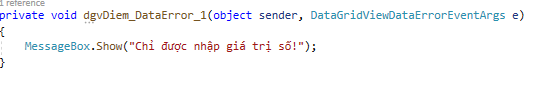 1 reference
private void dgvDiem_DataError_1(object sender, DataGridViewDataErrorEventArgs e)
{
MessageBox.Show("Chỉ được nhập giá trị số!");
}